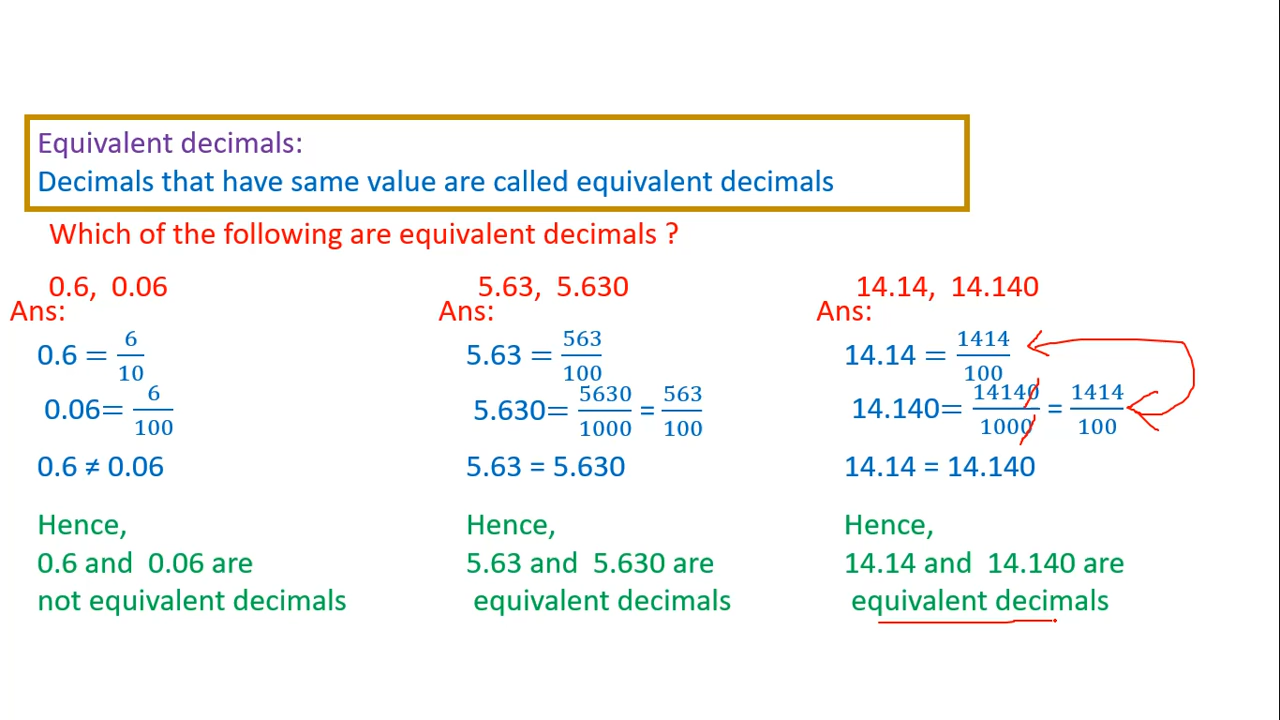 Equivalent decimals:
Decimals that have same value are called equivalent decimals
Which of the following are equivalent decimals ?
0.6, 0.06
Ans:
0.6 = 6/10
0.06= 6/100
0.6 ≠ 0.06
Hence,
0.6 and 0.06 are
not equivalent decimals
5.63, 5.630
Ans:
5.63 = 563/100
5.630= 5630/1000 = 563/100
5.63 = 5.630
Hence,
5.63 and 5.630 are
equivalent decimals
14.14, 14.140
Ans:
14.14 = 1414/100
14.140= 14140/1000 = 1414/100
14.14 = 14.140
Hence,
14.14 and 14.140 are
equivalent decimals